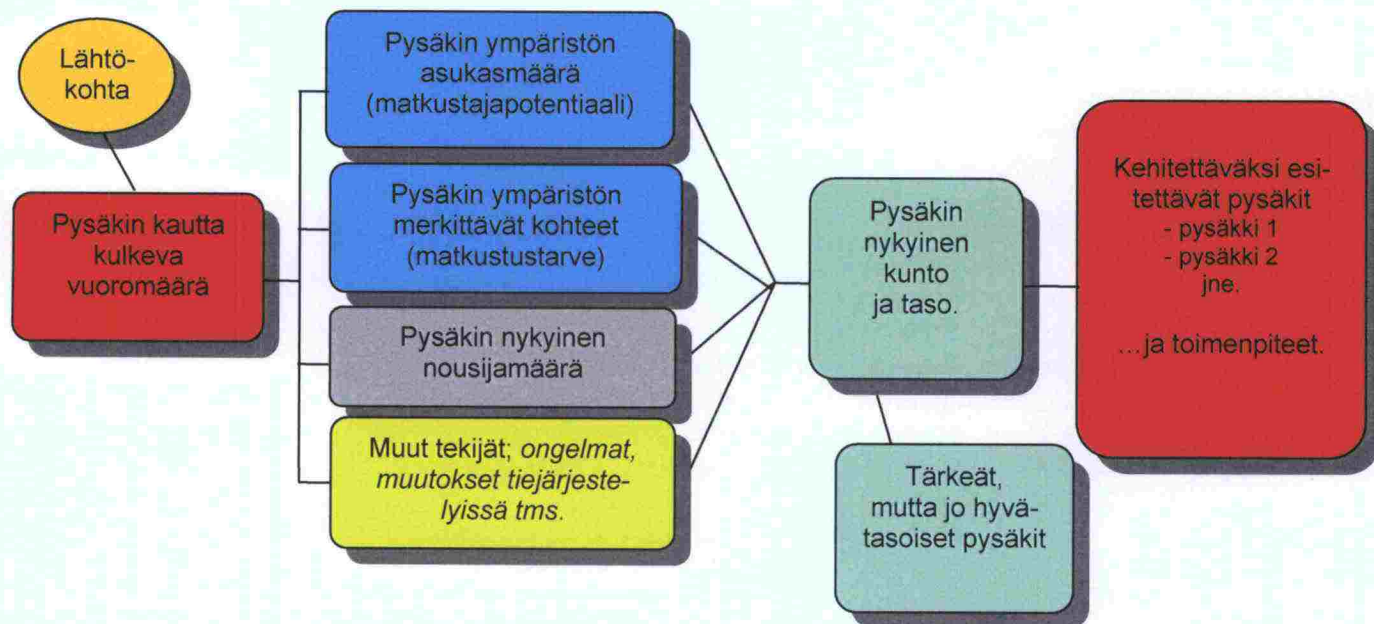 Lähtö-
kohta
Pysäkin kautta
kulkeva
vuoromäärä
Pysäkin ympäristön
asukasmäärä
(matkustajapotentiaali)
Pysäkin ympäristön
merkittävät kohteet
(matkustustarve)
Pysäkin nykyinen
nousijamäärä
Muut tekijät; ongelmat,
muutokset tiejärjeste-
lyissä tms.
Pysäkin
nykyinen
kunto
ja taso.
Tärkeät,
mutta jo hyvä-
tasoiset pysäkit
Kehitettäväksi esi-
tettävät pysäkit
- pysäkki 1
- pysäkki 2
jne.
...ja toimenpiteet.